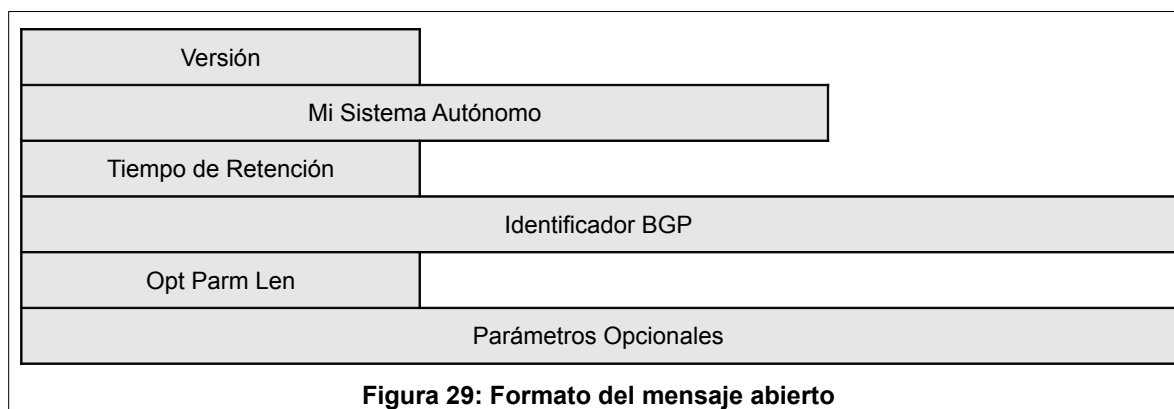 Versión
Mi Sistema Autónomo
Tiempo de Retención
Identificador BGP
Opt Parm Len
Parámetros Opcionales
Figura 29: Formato del mensaje abierto